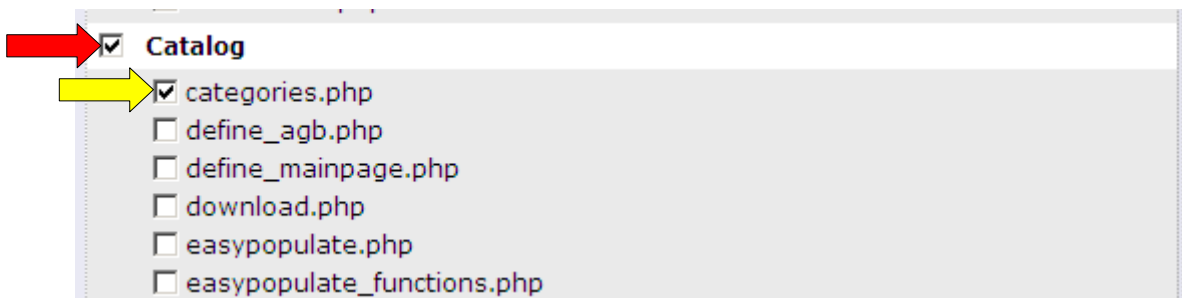 Catalog
categories.php
define_agb.php
define_mainpage.php
download.php
easypopulate.php
easypopulate_functions.php